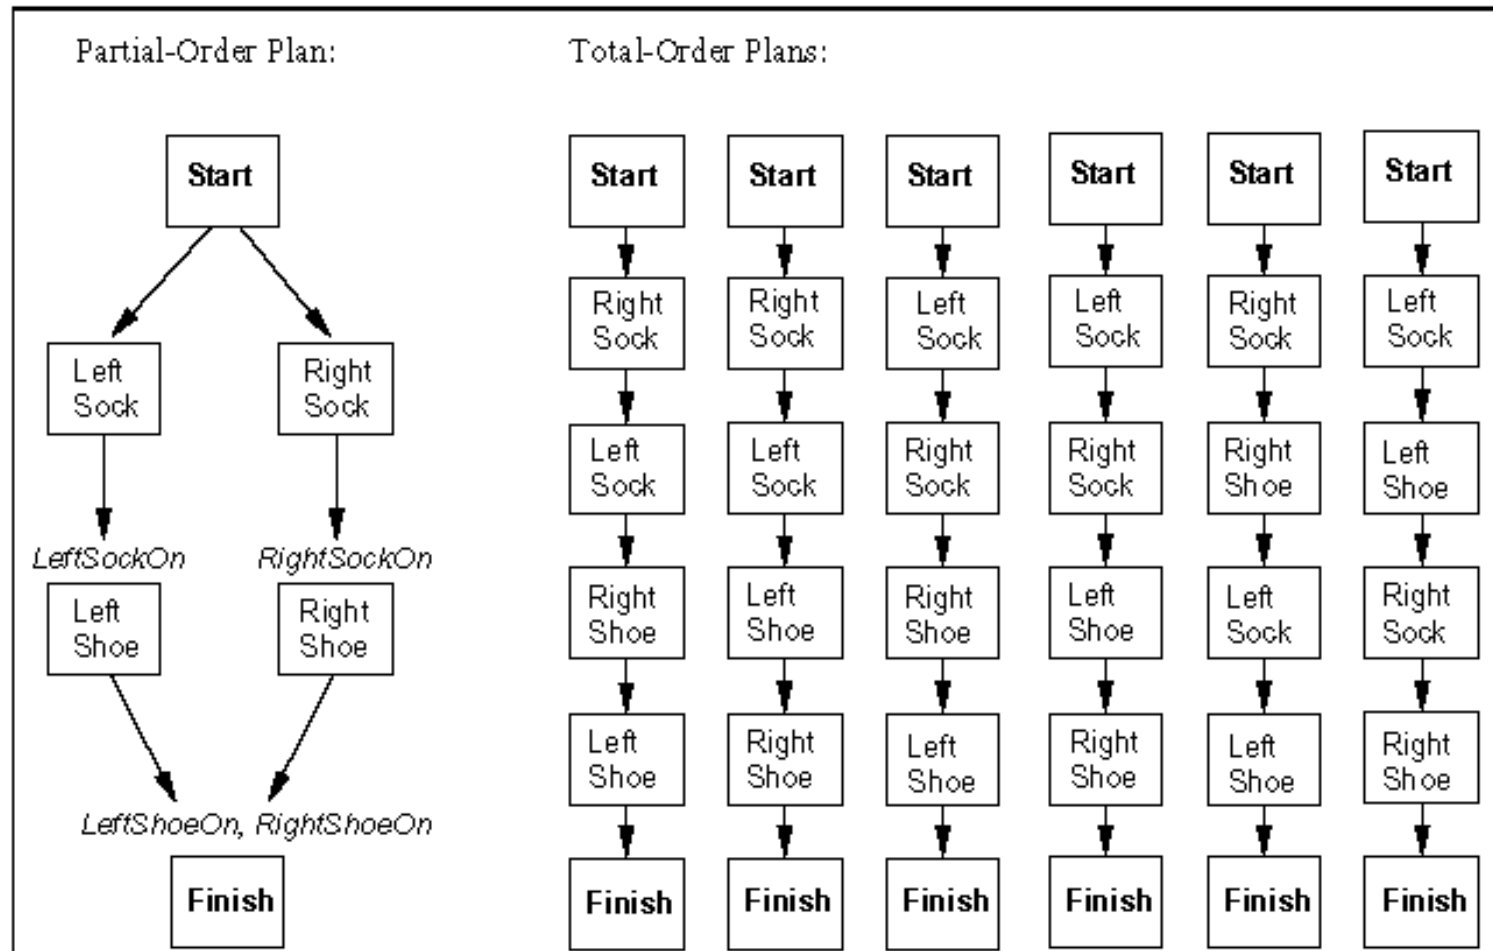 Partial-Order Plan:
Start
Left
Sock
Right
Sock
LeftSockOn
RightSockOn
Left
Shoe
Right
Shoe
LeftShoeOn, RightShoeOn
Finish
Total-Order Plans:
Start
Right
Sock
Left
Sock
Right
Shoe
Left
Shoe
Finish
Start
Right
Sock
Left
Sock
Left
Shoe
Right
Shoe
Finish
Start
Left
Sock
Right
Sock
Right
Shoe
Left
Shoe
Finish
Start
Left
Sock
Right
Sock
Left
Shoe
Right
Shoe
Finish
Start
Right
Sock
Right
Shoe
Left
Sock
Left
Shoe
Finish
Start
Left
Sock
Left
Shoe
Right
Sock
Right
Shoe
Finish